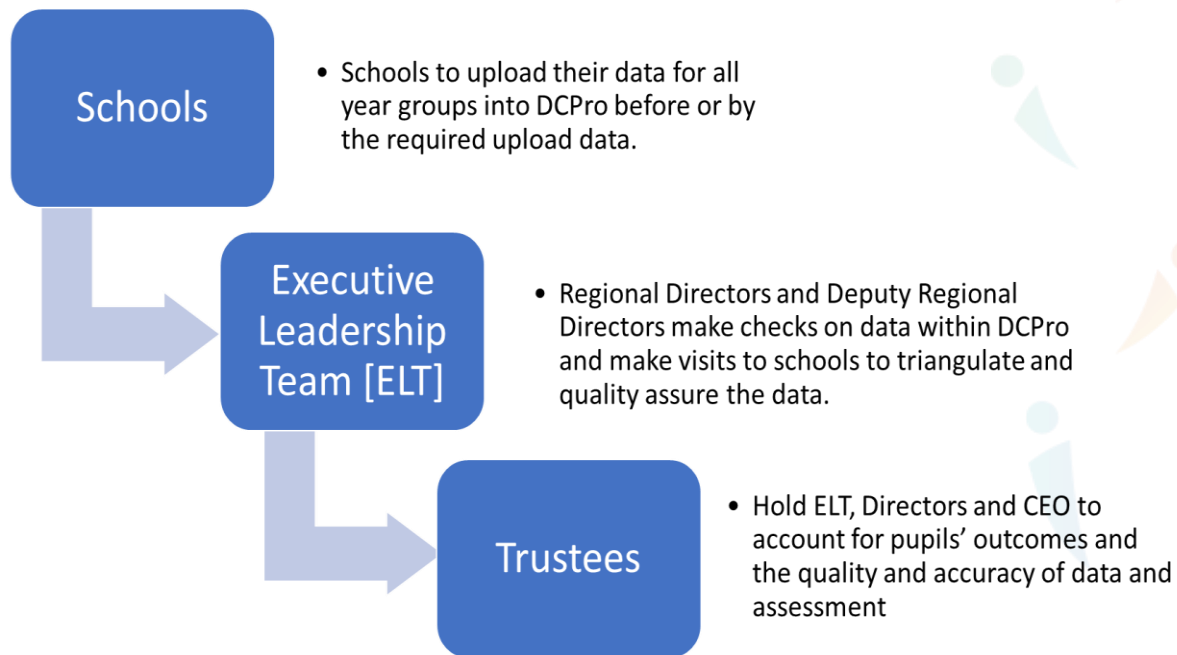 Schools
• Schools to upload their data for all
year groups into DCPro before or by
the required upload data.
Executive
Leadership
Team [ELT]
• Regional Directors and Deputy Regional
Directors make checks on data within DCPro
and make visits to schools to triangulate and
quality assure the data.
Trustees
• Hold ELT, Directors and CEO to
account for pupils’ outcomes and
the quality and accuracy of data and
assessment